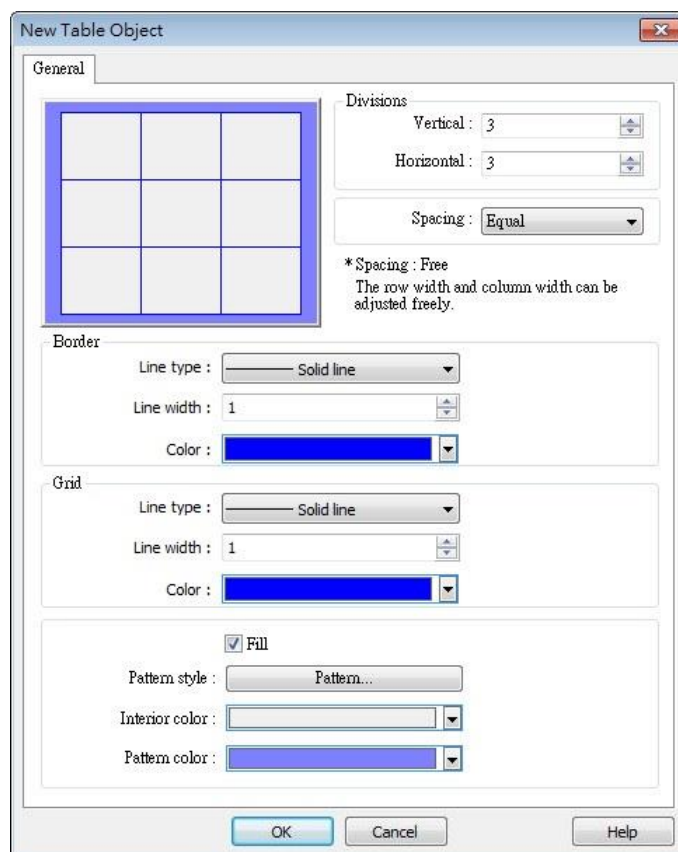 New Table Object
General
Divisions
Vertical : 3
Horizontal : 3
Spacing : Equal
* Spacing : Free
The row width and column width can be
adjusted freely.
Border
Line type : Solid line
Line width : 1
Color :
Grid
Line type : Solid line
Line width : 1
Color :
Fill
Pattern style : Pattern...
Interior color :
Pattern color :
OK Cancel Help